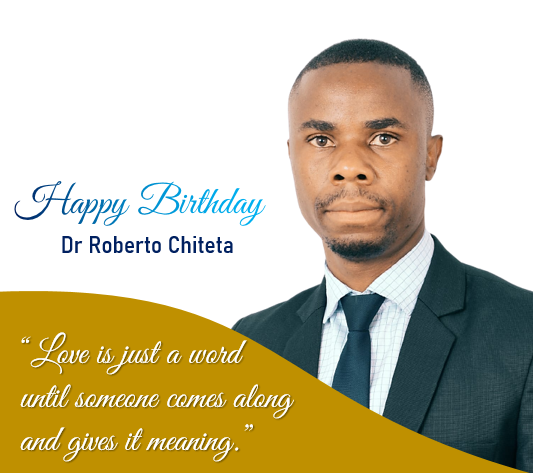 Happy Birthday
Dr Roberto Chiteta
“Love is just a word
until someone comes along
and gives it meaning.”